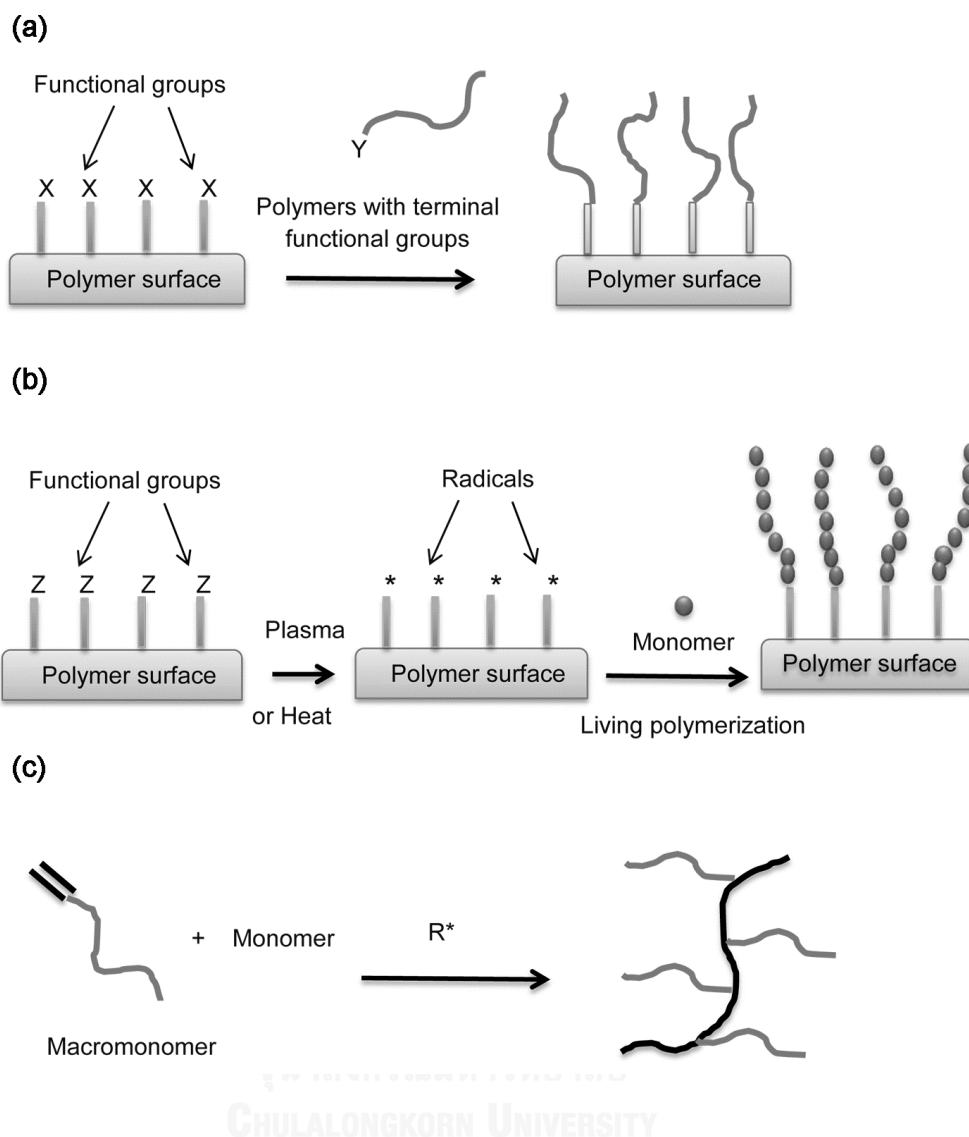 (a)
Functional groups
X X X X
Y
Polymers with terminal
functional groups
Polymer surface
Polymer surface
(b)
Functional groups
Z Z Z Z
Radicals
* * * *
Plasma
or Heat
Monomer
Living polymerization
Polymer surface
Polymer surface
Polymer surface
(c)
+ Monomer
R*
Macromonomer
CHULALONGKORN UNIVERSITY